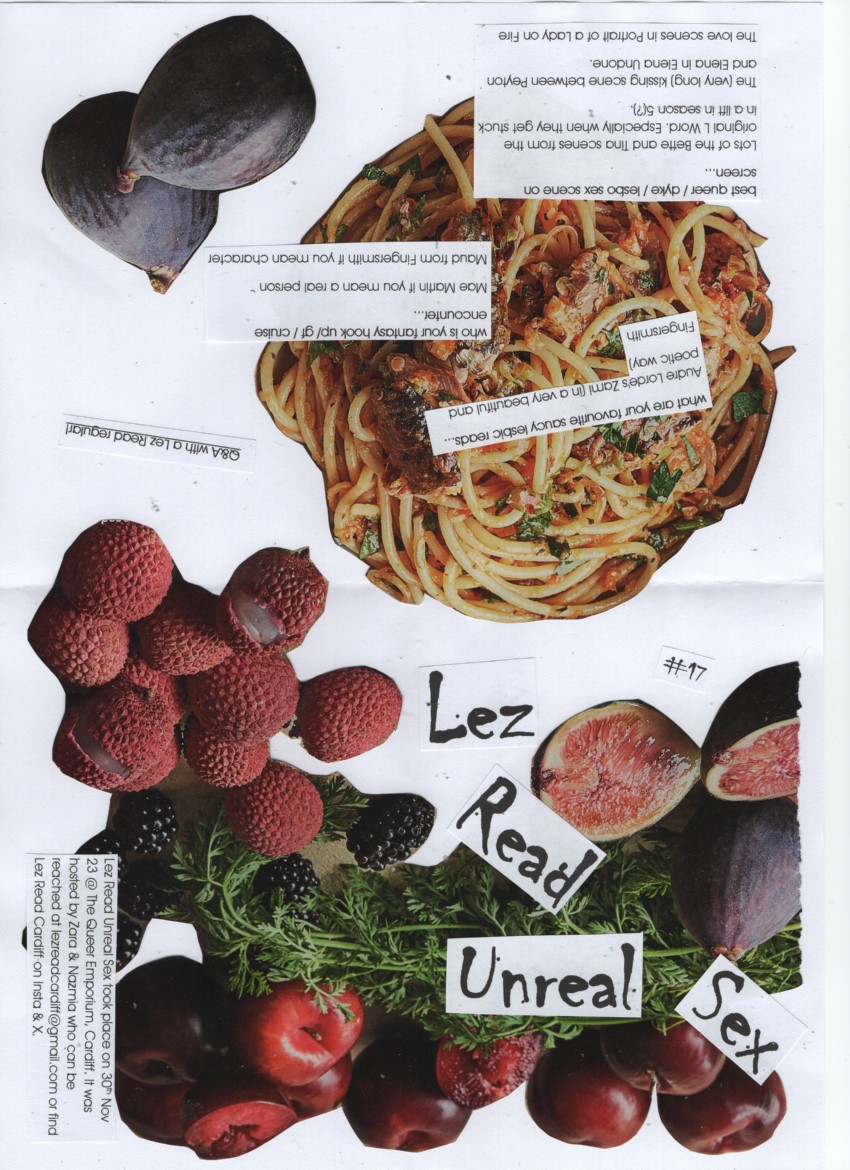 #17
Lez
Read
Unreal
Sex
Lez Read Unreal Sex took place on 30th Nov
23 @ The Queer Emporium, Cardiff. It was
hosted by Zara & Nazmia who can be
reached at lezreadcardiff@gmail.com or find
Lez Read Cardiff on Insta & X.
Q&A with a Lez Read regular!
what are your favourite saucy lesbic reads...
Audre Lorde's Zami (in a very beautiful and
poetic way)
Fingersmith
who is your fantasy hook up/ gf / cruise
encounter...
Mae Martin if you mean a real person
Maud from Fingersmith if you mean character
best queer / dyke / lesbo sex scene on
screen...
Lots of the Bette and Tina scenes from the
original L Word. Especially when they get stuck
in a lift in season 5(?).
The (very long) kissing scene between Peyton
and Elena in Elena Undone.
The love scenes in Portrait of a Lady on Fire